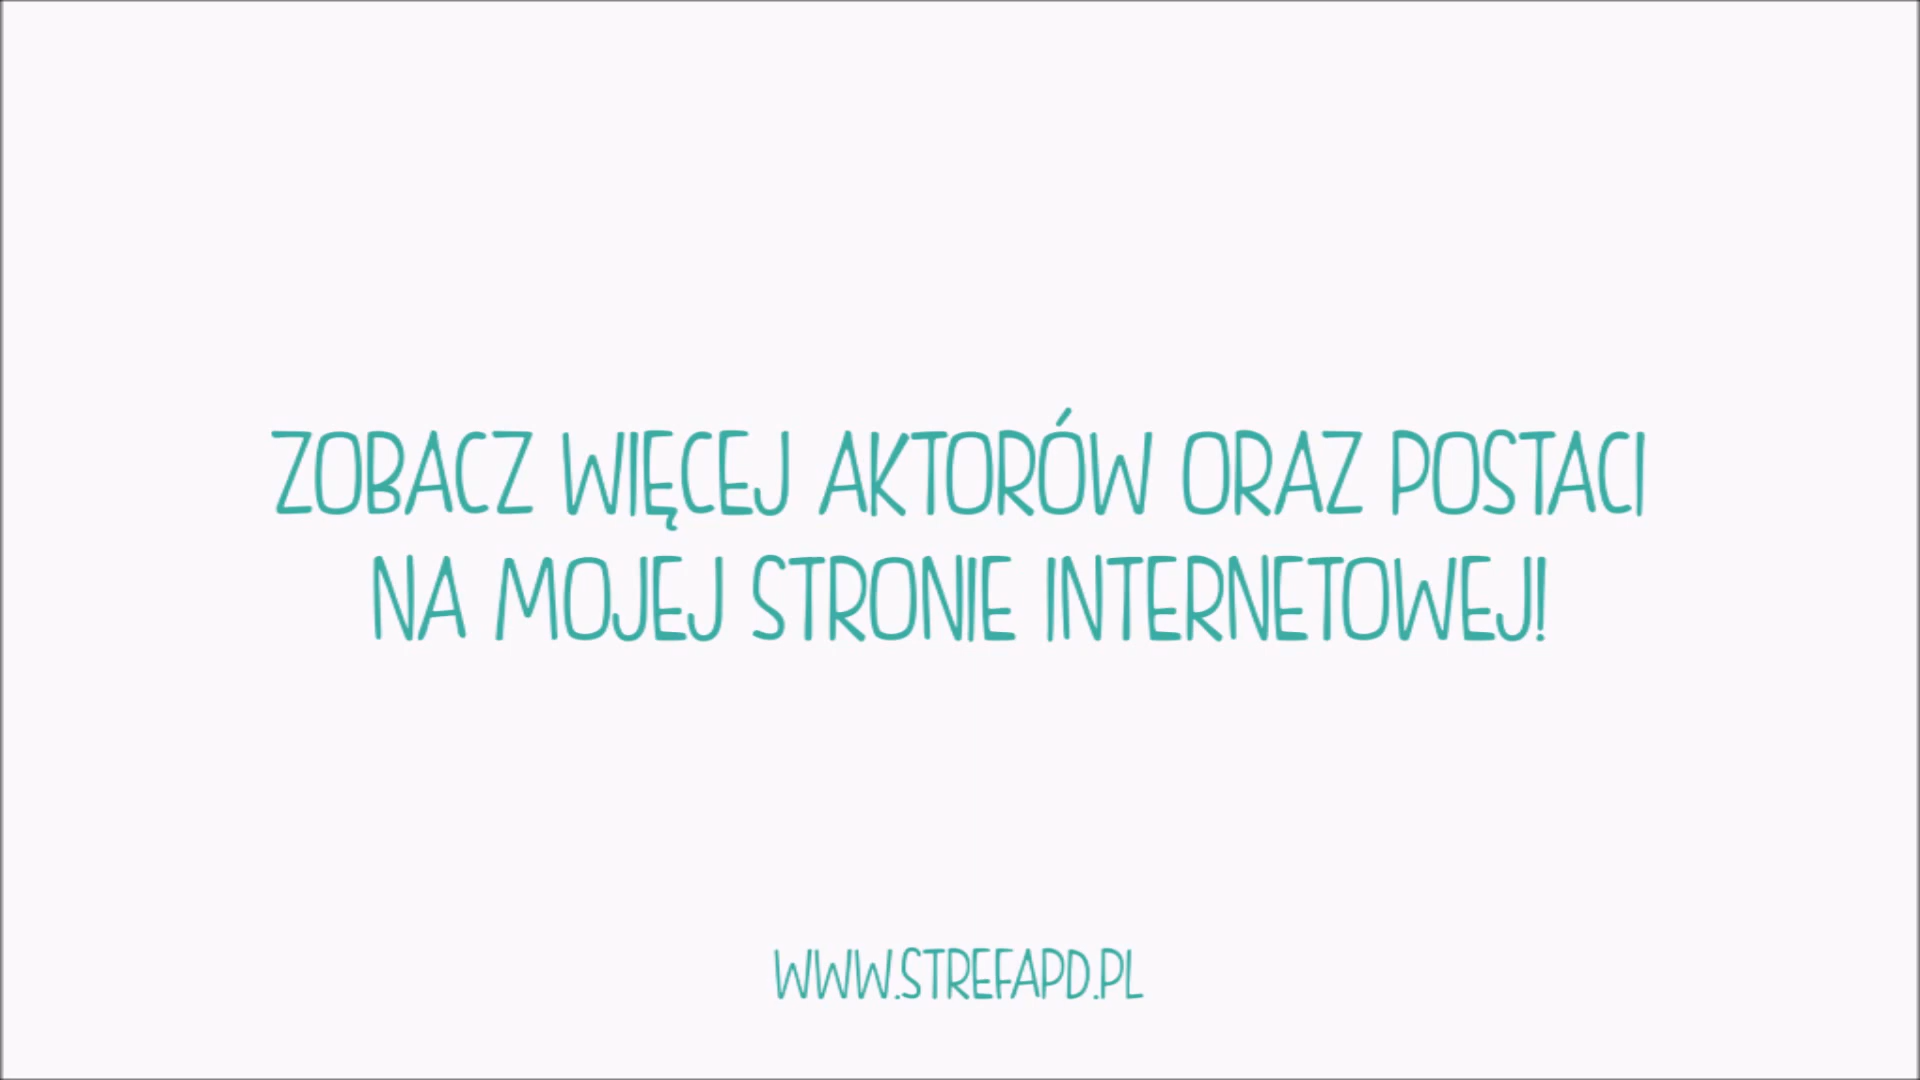 ZOBACZ WIĘCEJ AKTORÓW ORAZ POSTACI
NA MOJEJ STRONIE INTERNETOWEJ!
WWW.STREFAPD.PL